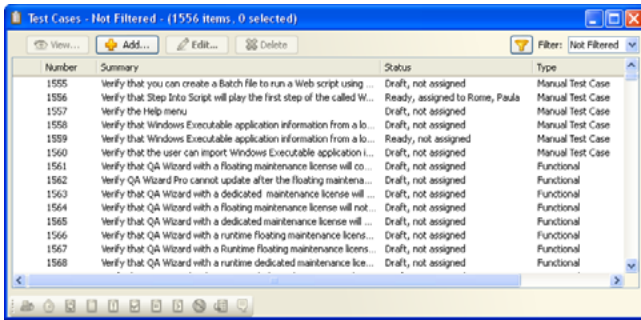 Test Cases - Not Filtered - (1556 items, 0 selected)
View... Add... Edit... Delete Filter: Not Filtered
Number Summary Status Type
1555 Verify that you can create a Batch file to run a Web script using ... Draft, not assigned Manual Test Case
1556 Verify that Step Into Script will play the first step of the called W... Ready, assigned to Rome, Paula Manual Test Case
1557 Verify the Help menu Draft, not assigned Manual Test Case
1558 Verify that Windows Executable application information from a lo... Draft, not assigned Manual Test Case
1559 Verify that Windows Executable application information from a lo... Ready, not assigned Manual Test Case
1560 Verify that the user can import Windows Executable application i... Draft, not assigned Manual Test Case
1561 Verify that QA Wizard with a floating maintenance license will co... Draft, not assigned Functional
1562 Verify QA Wizard Pro cannot update after the floating maintena... Draft, not assigned Functional
1563 Verify that QA Wizard with a dedicated maintenance license will ... Draft, not assigned Functional
1564 Verify that QA Wizard with a floating maintenance license will not... Draft, not assigned Functional
1565 Verify that QA Wizard with a dedicated maintenance license will ... Draft, not assigned Functional
1566 Verify that QA Wizard with a runtime floating maintenance licens... Draft, not assigned Functional
1567 Verify that QA Wizard with a Runtime floating maintenance licens... Draft, not assigned Functional
1568 Verify that QA Wizard with a runtime dedicated maintenance lice... Draft, not assigned Functional